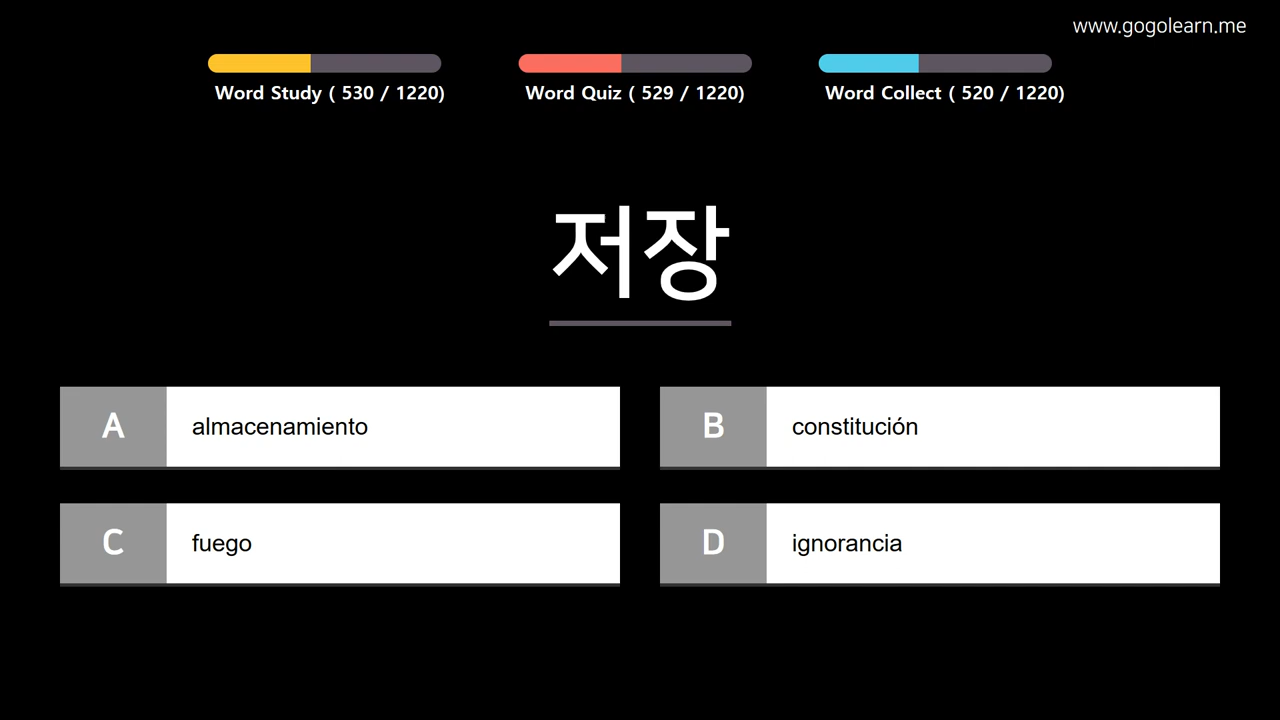 www.gogolearn.me
Word Study ( 530 / 1220)
Word Quiz ( 529 / 1220)
Word Collect ( 520 / 1220)
저장
A almacenamiento
B constitución
C fuego
D ignorancia